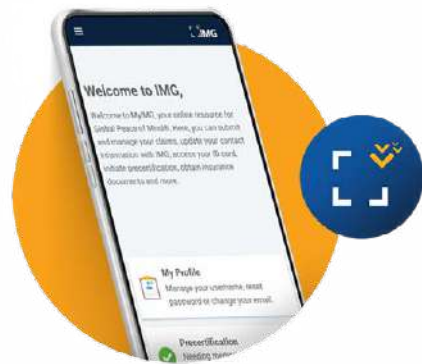 IMG
Welcome to IMG,
Welcome to MyIMG, your online resource for
Global Peace of Mind®. Here, you can submit
and manage your claims, update your contact
information with IMG, access your ID card,
initiate precertification, obtain insurance
documents and more.
My Profile
Manage your username, reset
password or change your email.
Precertification
Needing